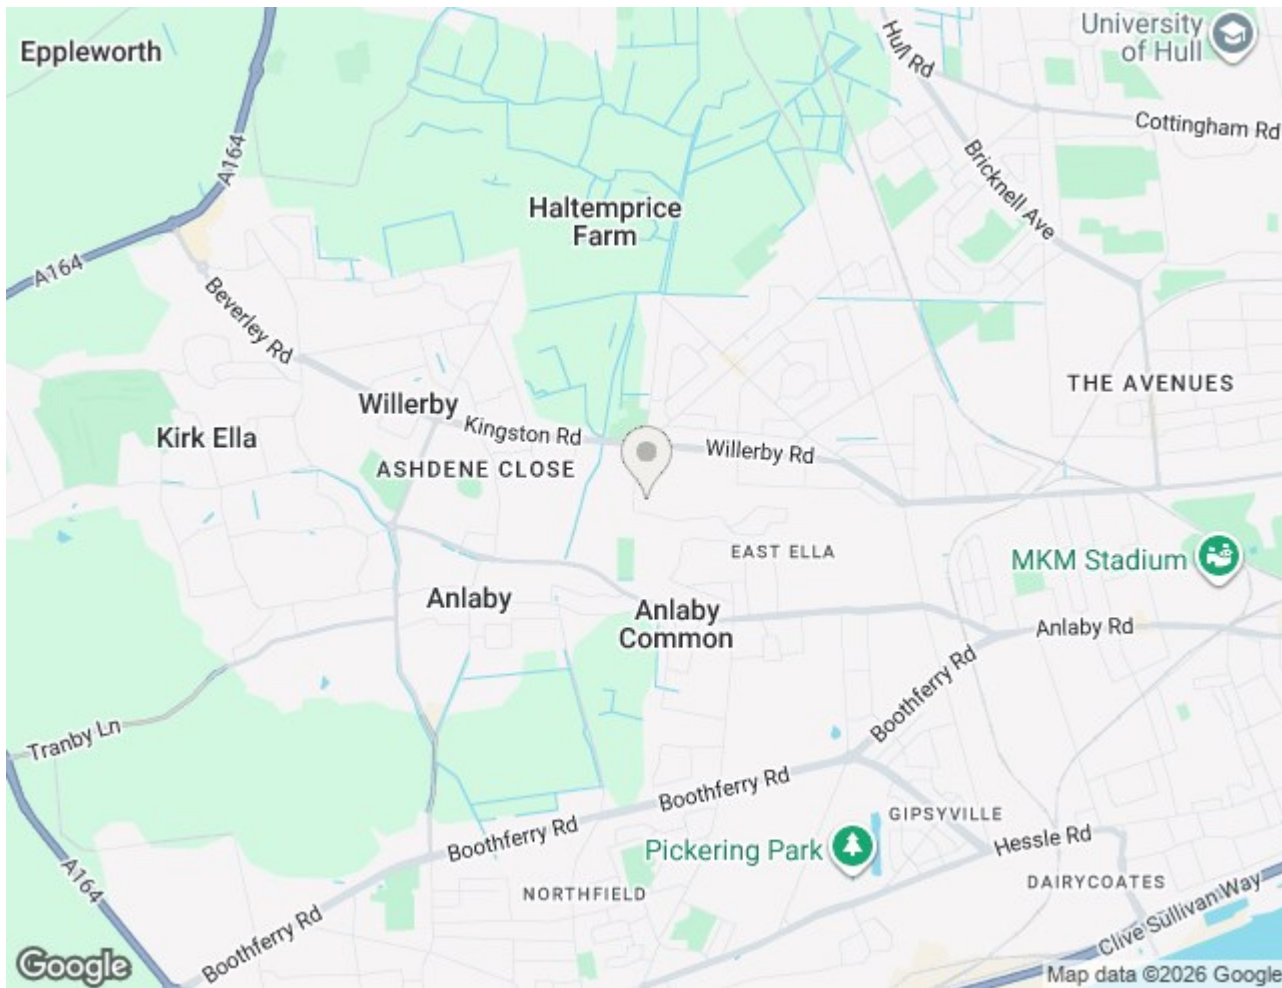 University
of Hull
Eppleworth
Hull Rd
Cottingham Rd
A164
Bricknell Ave
Haltemprice
Farm
A164
Beverley Rd
THE AVENUES
Willerby
Kingston Rd
Willerby Rd
Kirk Ella
ASHDENE CLOSE
EAST ELLA
MKM Stadium
Anlaby
Anlaby
Common
Anlaby Rd
Boothferry Rd
Tranby Ln
Boothferry Rd
GIPSYVILLE
Boothferry Rd
Hessle Rd
Pickering Park
A164
NORTHFIELD
DAIRYCOATES
Clive Sullivan Way
Boothferry Rd
Google
Map data ©2026 Google